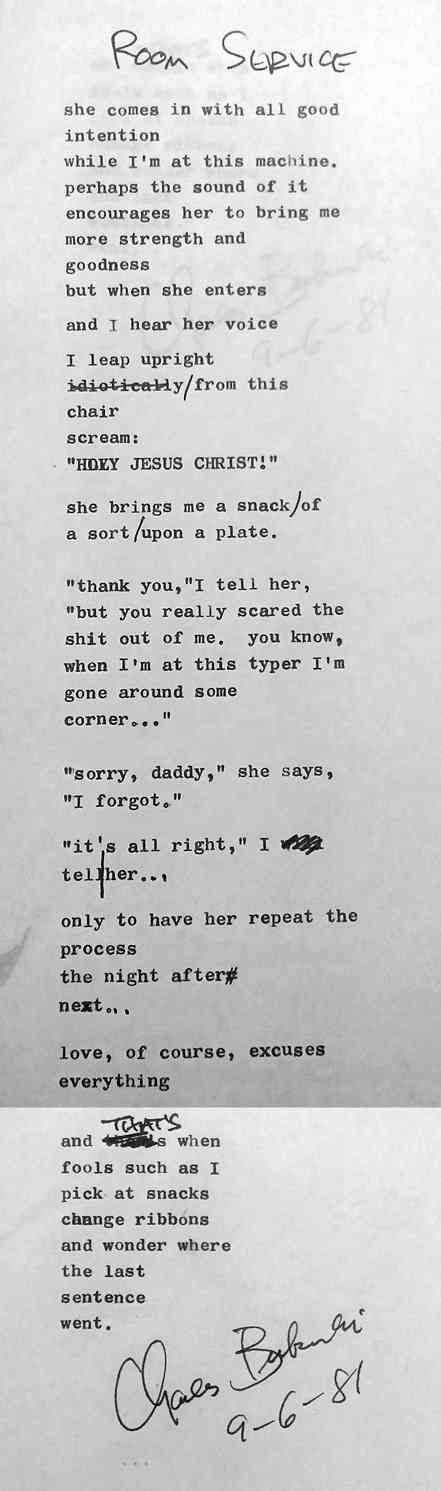 ROOM SERVICE
she comes in with all good
intention
while I'm at this machine.
perhaps the sound of it
encourages her to bring me
more strength and
goodness
but when she enters
and I hear her voice
I leap upright
idiotically/from this
chair
scream:
"HOLY JESUS CHRIST!"
she brings me a snack/of
a sort/upon a plate.
"thank you,"I tell her,
"but you really scared the
shit out of me. you know,
when I'm at this typer I'm
gone around some
corner..."
"sorry, daddy," she says,
"I forgot."
"it's all right," I
tell her...
only to have her repeat the
process
the night after
next...
love, of course, excuses
everything
and THAT'S when
fools such as I
pick at snacks
change ribbons
and wonder where
the last
sentence
went.
Charles Bukowski
9-6-81